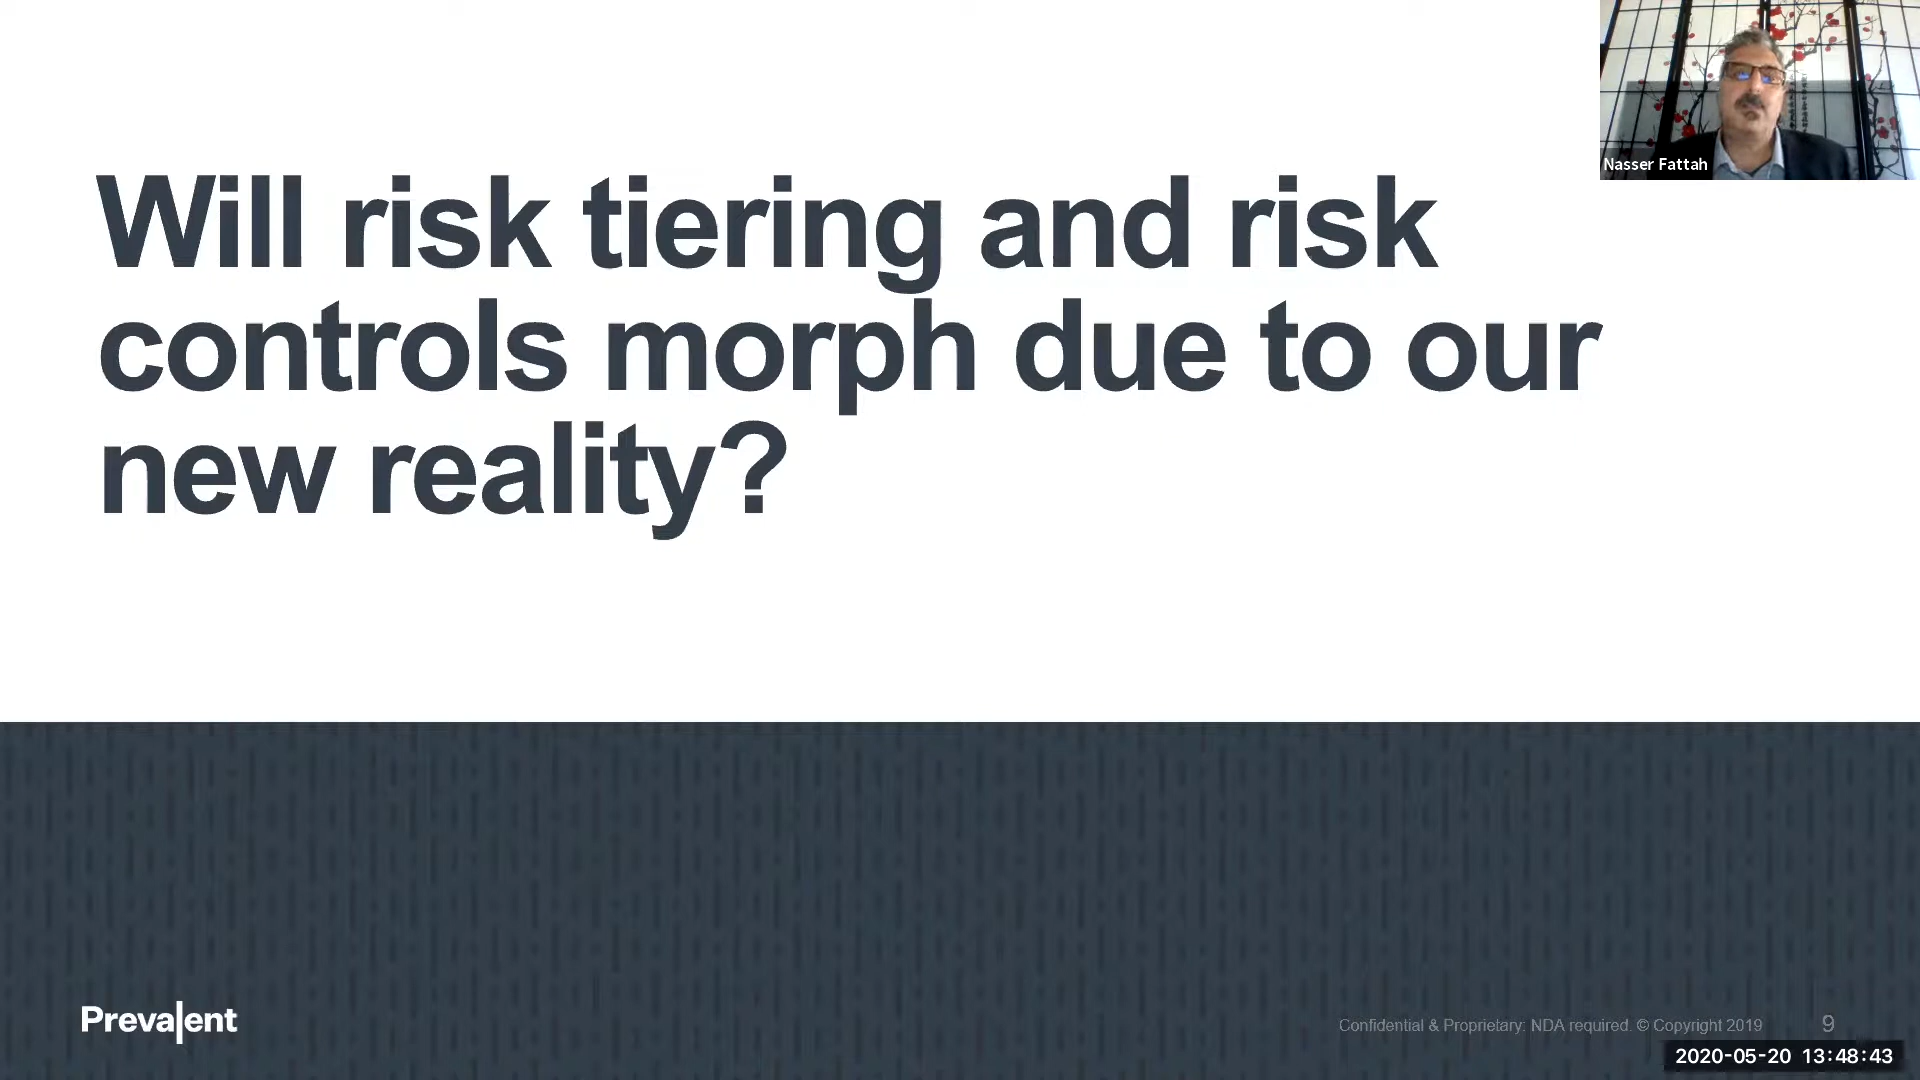 Nasser Fattah
Will risk tiering and risk
controls morph due to our
new reality?
Prevalent
Confidential & Proprietary: NDA required. © Copyright 2019
9
2020-05-20 13:48:43